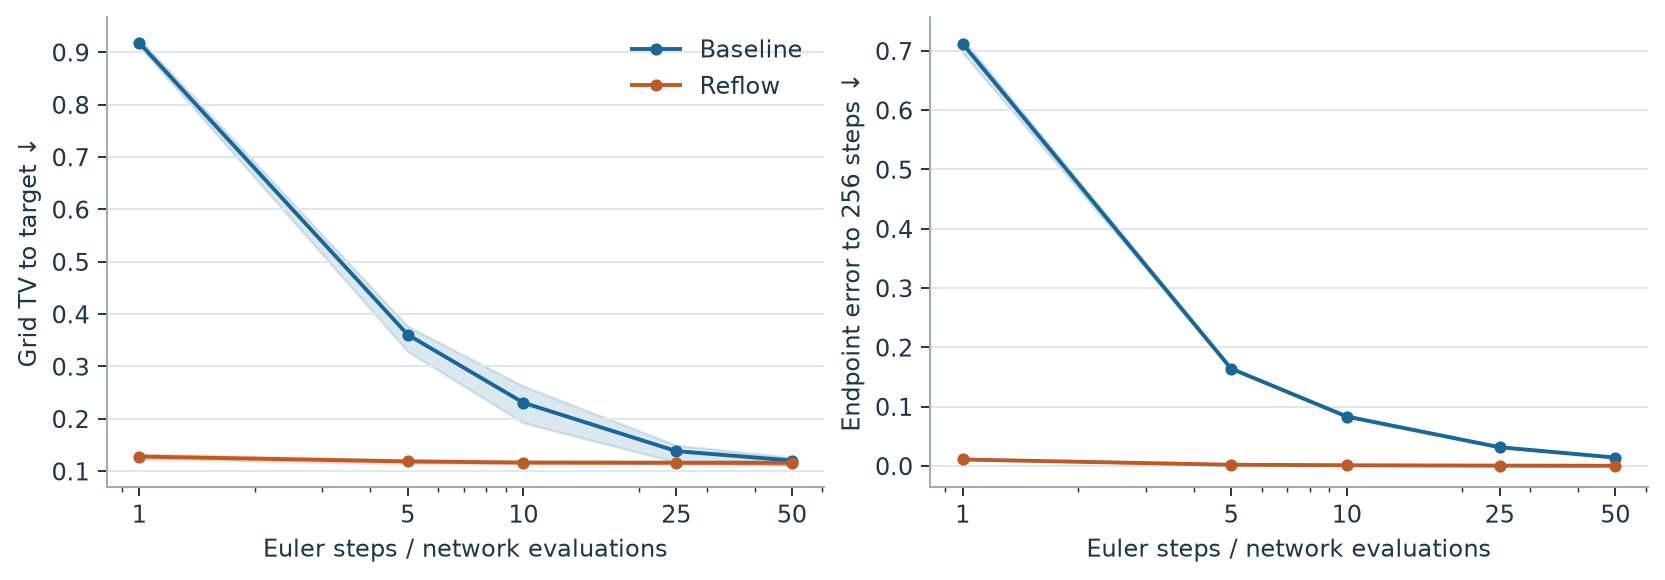 Grid TV to target ↓
0.9
0.8
0.7
0.6
0.5
0.4
0.3
0.2
0.1
Baseline
Reflow
1 5 10 25 50
Euler steps / network evaluations
Endpoint error to 256 steps ↓
0.7
0.6
0.5
0.4
0.3
0.2
0.1
0.0
1 5 10 25 50
Euler steps / network evaluations